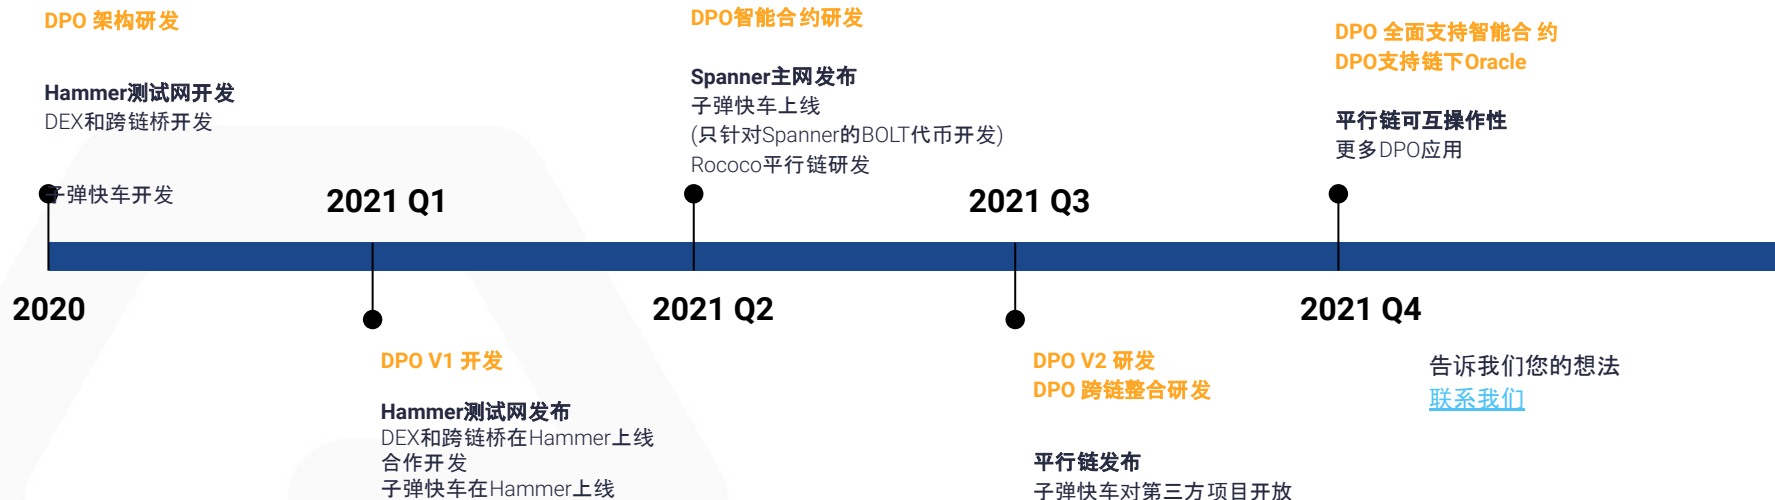 DPO 架构研发
Hammer测试网开发
DEX和跨链桥开发
子弹快车开发
2020
2021 Q1
DPO V1 开发
Hammer测试网发布
DEX和跨链桥在Hammer上线
合作开发
子弹快车在Hammer上线
DPO智能合约研发
Spanner主网发布
子弹快车上线
(只针对Spanner的BOLT代币开发)
Rococo平行链研发
2021 Q2
2021 Q3
DPO V2 研发
DPO 跨链整合研发
平行链发布
子弹快车对第三方项目开放
DPO 全面支持智能合约
DPO支持链下Oracle
平行链可互操作性
更多DPO应用
2021 Q4
告诉我们您的想法
联系我们